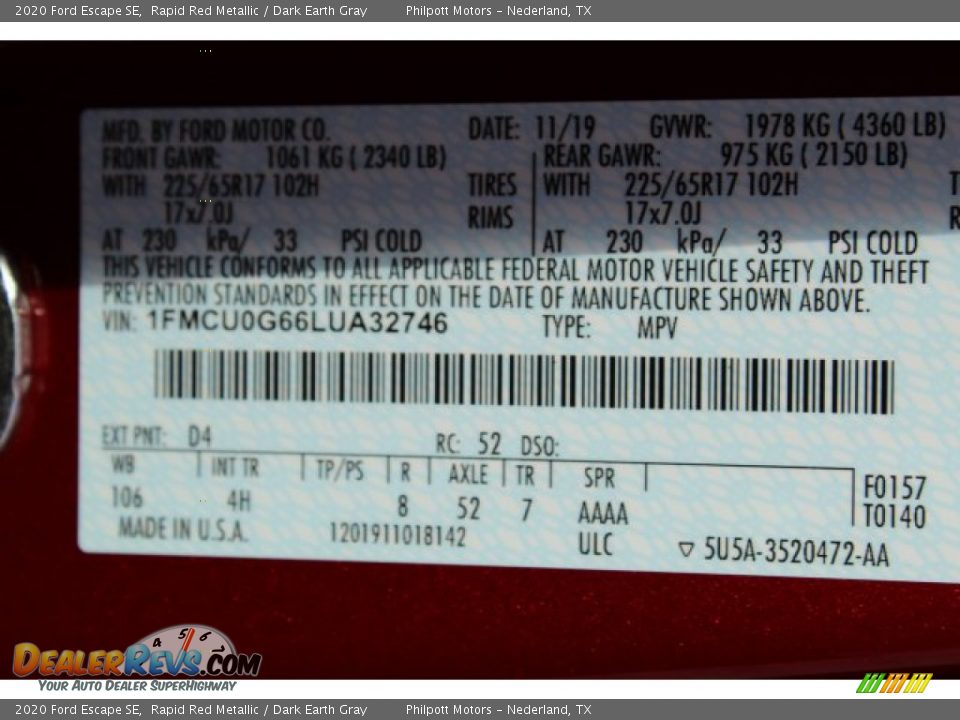 2020 Ford Escape SE, Rapid Red Metallic / Dark Earth Gray Philpott Motors – Nederland, TX
MFD. BY FORD MOTOR CO. DATE: 11/19 GVWR: 1978 KG ( 4360 LB)
FRONT GAWR: 1061 KG ( 2340 LB) REAR GAWR: 975 KG ( 2150 LB)
WITH 225/65R17 102H TIRES WITH 225/65R17 102H T
17x7.0J RIMS 17x7.0J R
AT 230 kPa/ 33 PSI COLD AT 230 kPa/ 33 PSI COLD
THIS VEHICLE CONFORMS TO ALL APPLICABLE FEDERAL MOTOR VEHICLE SAFETY AND THEFT
PREVENTION STANDARDS IN EFFECT ON THE DATE OF MANUFACTURE SHOWN ABOVE.
VIN: 1FMCU0G66LUA32746 TYPE: MPV
EXT PNT: D4 RC: 52 DSO:
WB INT TR TP/PS R AXLE TR SPR F0157
106 4H 8 52 7 AAAA T0140
MADE IN U.S.A. 1201911018142 ULC ▽ 5U5A-3520472-AA
4 5 6
DealerRevs.com
Your Auto Dealer SuperHighway
2020 Ford Escape SE, Rapid Red Metallic / Dark Earth Gray Philpott Motors – Nederland, TX